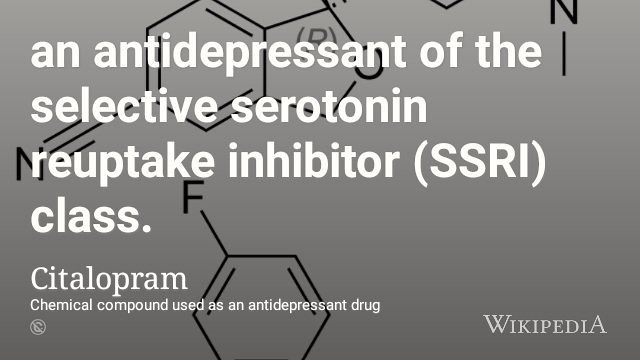 an antidepressant of the
selective serotonin
reuptake inhibitor (SSRI)
class.
Citalopram
Chemical compound used as an antidepressant drug
WIKIPEDIA
N
(R)
O
N
F